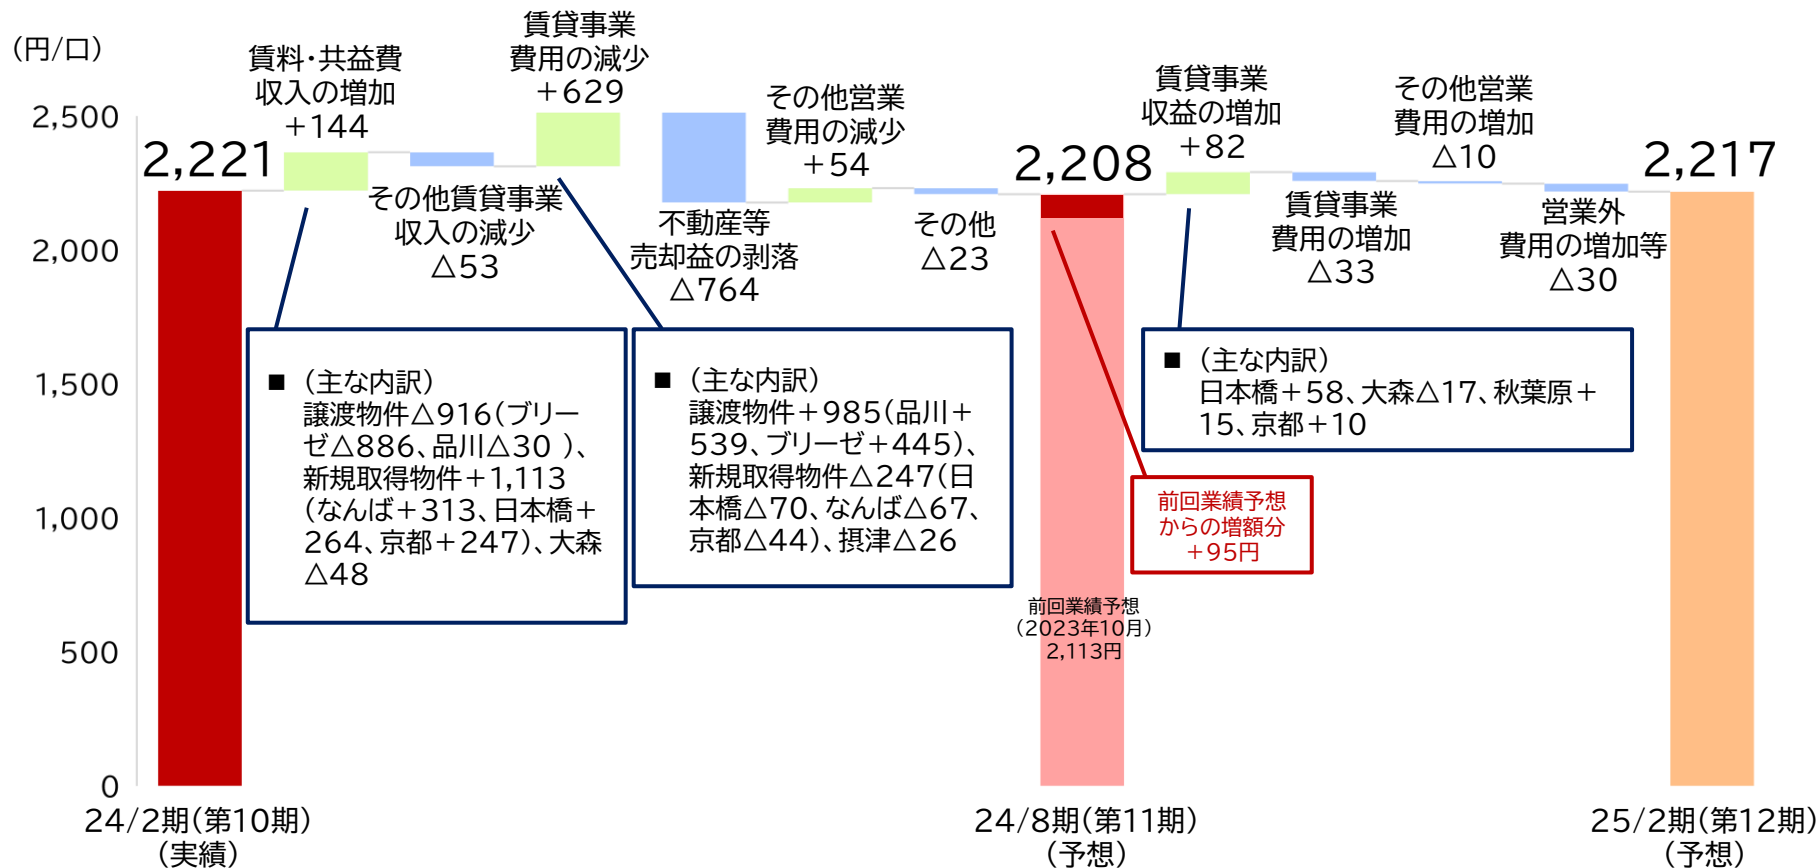 (円/口)
2,500
2,000
1,500
1,000
500
0
2,221
賃料・共益費
収入の増加
+144
その他賃貸事業
収入の減少
△53
賃貸事業
費用の減少
+629
不動産等
売却益の剥落
△764
その他営業
費用の減少
+54
その他
△23
2,208
賃貸事業
収益の増加
+82
賃貸事業
費用の増加
△33
その他営業
費用の増加
△10
営業外
費用の増加等
△30
2,217
■ (主な内訳)
譲渡物件△916(ブリー
ゼ△886、品川△30 )、
新規取得物件+1,113
(なんば+313、日本橋+
264、京都+247)、大森
△48
■ (主な内訳)
譲渡物件+985(品川+
539、ブリーゼ+445)、
新規取得物件△247(日
本橋△70、なんば△67、
京都△44)、摂津△26
■ (主な内訳)
日本橋+58、大森△17、秋葉原+
15、京都+10
前回業績予想
からの増額分
+95円
前回業績予想
(2023年10月)
2,113円
24/2期(第10期)
(実績)
24/8期(第11期)
(予想)
25/2期(第12期)
(予想)